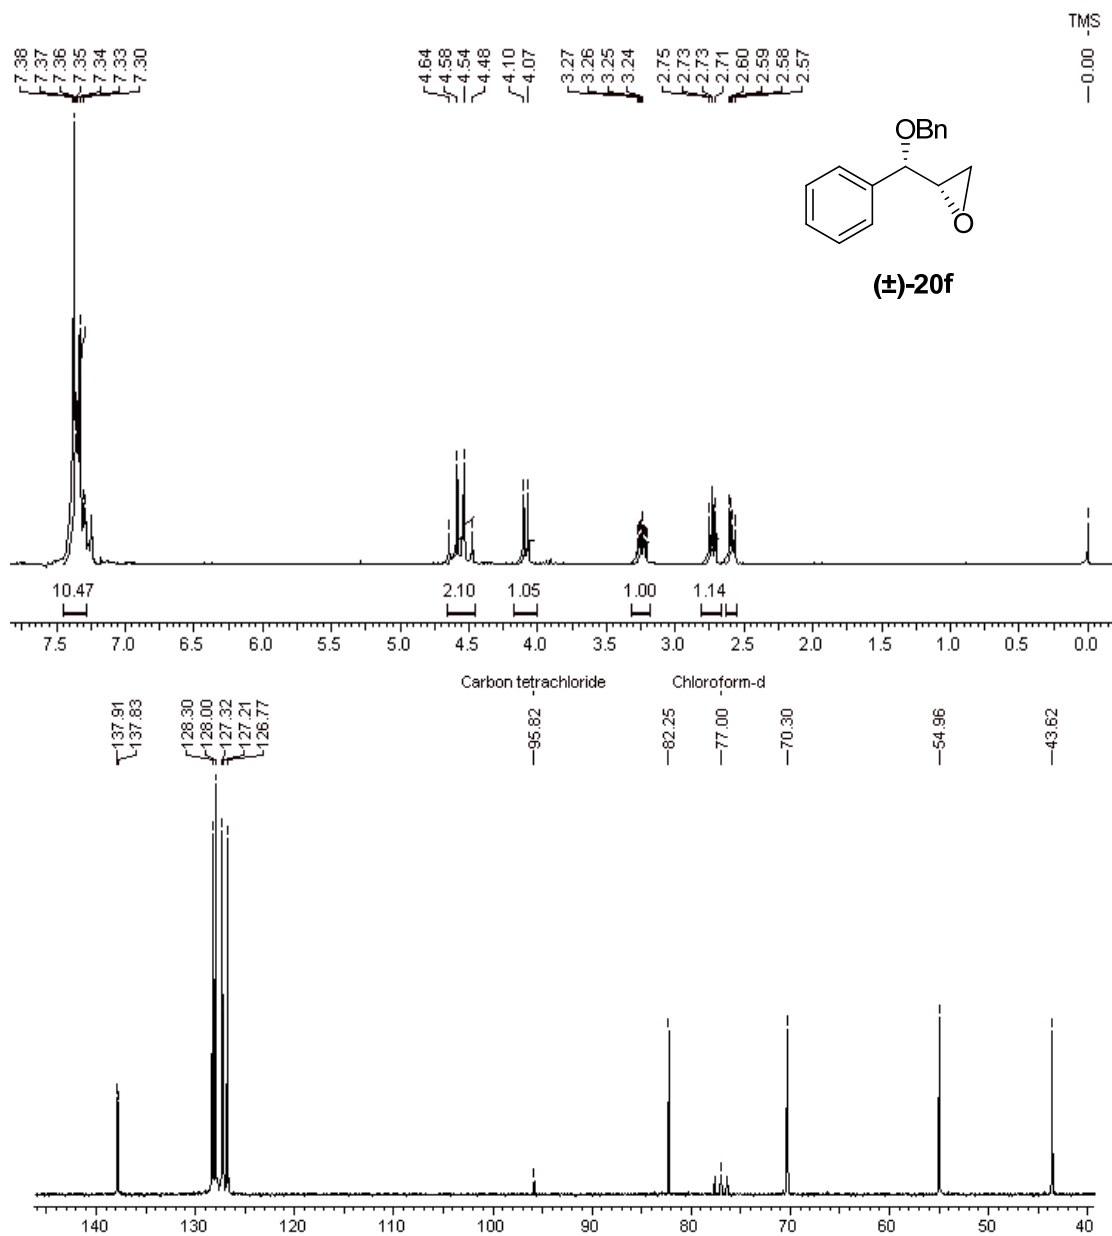 TMS
7.38 7.37 7.36 7.35 7.34 7.33 7.30 4.64 4.58 4.54 4.48 4.10 4.07 3.27 3.26 3.25 3.24 2.75 2.73 2.73 2.71 2.60 2.59 2.58 2.57 0.00
OBn
O
(±)-20f
10.47 2.10 1.05 1.00 1.14
7.5 7.0 6.5 6.0 5.5 5.0 4.5 4.0 3.5 3.0 2.5 2.0 1.5 1.0 0.5 0.0
Carbon tetrachloride Chloroform-d
137.91 137.83 128.30 128.00 127.32 127.21 126.77 95.82 82.25 77.00 70.30 54.96 43.62
140 130 120 110 100 90 80 70 60 50 40